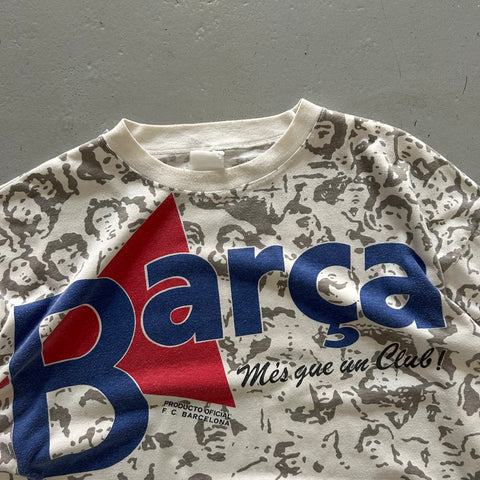 Barça
Més que un Club!
PRODUCTO OFICIAL
F. C. BARCELONA